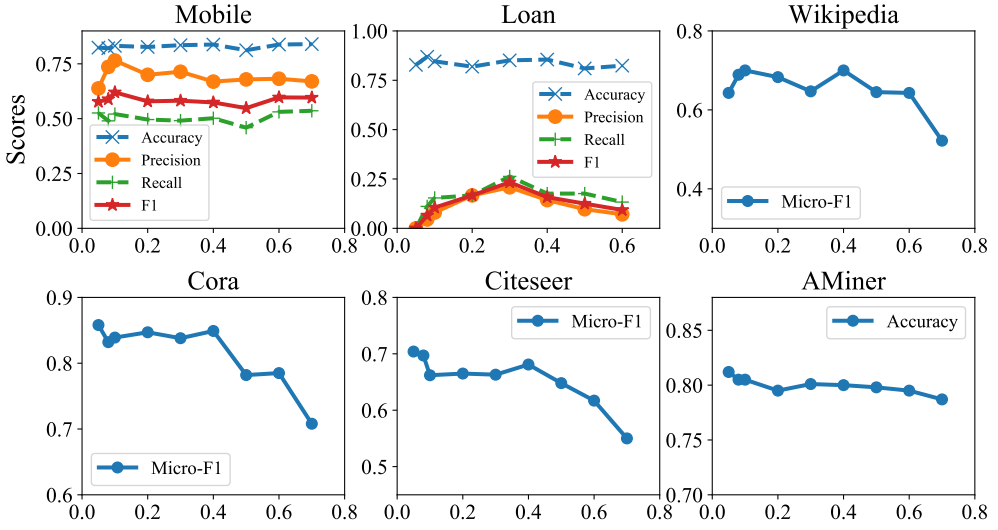 Mobile
Loan
Wikipedia
Scores
0.75
0.50
0.25
0.00
Accuracy
Precision
Recall
F1
0.0 0.2 0.4 0.6 0.8
1.00
0.75
0.50
0.25
0.00
Accuracy
Precision
Recall
F1
0.0 0.2 0.4 0.6
0.8
0.6
0.4
Micro-F1
0.0 0.2 0.4 0.6 0.8
Cora
Citeseer
AMiner
0.9
0.8
0.7
0.6
Micro-F1
0.0 0.2 0.4 0.6 0.8
0.8
0.7
0.6
0.5
Micro-F1
0.0 0.2 0.4 0.6 0.8
0.85
0.80
0.75
0.70
Accuracy
0.0 0.2 0.4 0.6 0.8